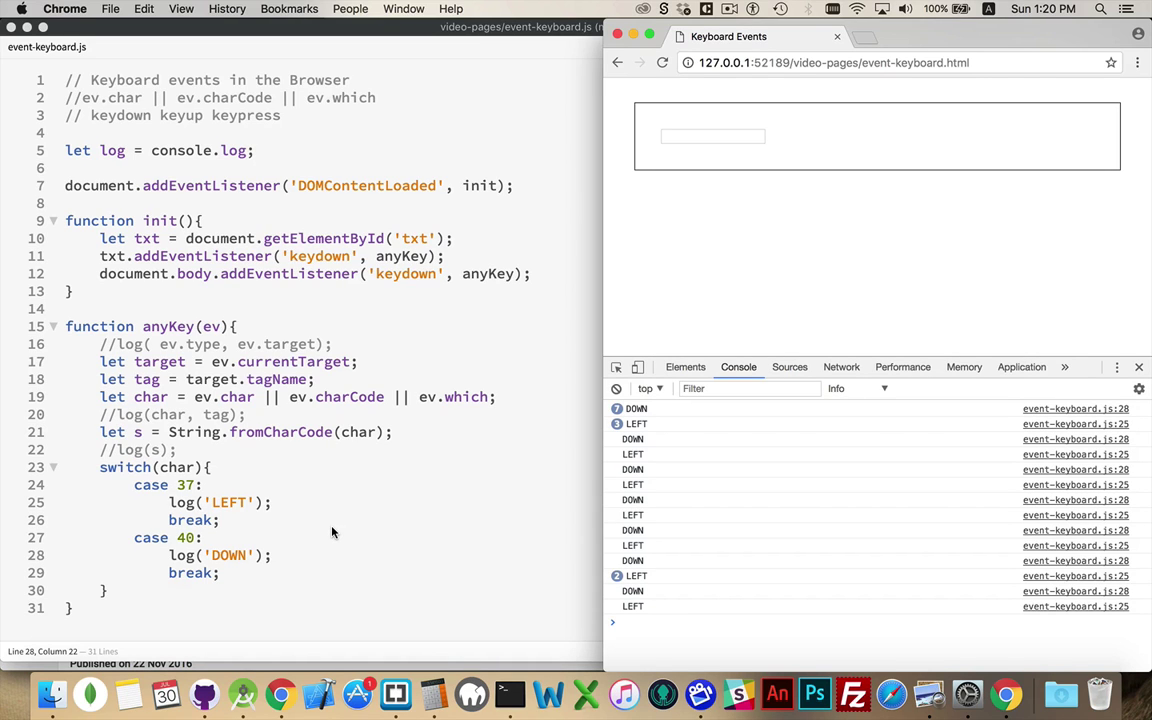 Chrome File Edit View History Bookmarks People Window Help
100% Sun 1:20 PM
video-pages/event-keyboard.js (m
event-keyboard.js
Keyboard Events
127.0.0.1:52189/video-pages/event-keyboard.html
1 // Keyboard events in the Browser
2 //ev.char || ev.charCode || ev.which
3 // keydown keyup keypress
4
5 let log = console.log;
6
7 document.addEventListener('DOMContentLoaded', init);
8
9 function init(){
10 let txt = document.getElementById('txt');
11 txt.addEventListener('keydown', anyKey);
12 document.body.addEventListener('keydown', anyKey);
13 }
14
15 function anyKey(ev){
16 //log( ev.type, ev.target);
17 let target = ev.currentTarget;
18 let tag = target.tagName;
19 let char = ev.char || ev.charCode || ev.which;
20 //log(char, tag);
21 let s = String.fromCharCode(char);
22 //log(s);
23 switch(char){
24 case 37:
25 log('LEFT');
26 break;
27 case 40:
28 log('DOWN');
29 break;
30 }
31 }
Line 28, Column 22 — 31 Lines
Published on 22 Nov 2016
Elements Console Sources Network Performance Memory Application »
top Filter Info
7 DOWN event-keyboard.js:28
3 LEFT event-keyboard.js:25
DOWN event-keyboard.js:28
LEFT event-keyboard.js:25
DOWN event-keyboard.js:28
LEFT event-keyboard.js:25
DOWN event-keyboard.js:28
LEFT event-keyboard.js:25
DOWN event-keyboard.js:28
LEFT event-keyboard.js:25
DOWN event-keyboard.js:28
2 LEFT event-keyboard.js:25
DOWN event-keyboard.js:28
LEFT event-keyboard.js:25
>
JUL
30
1
An
Ps
Fz